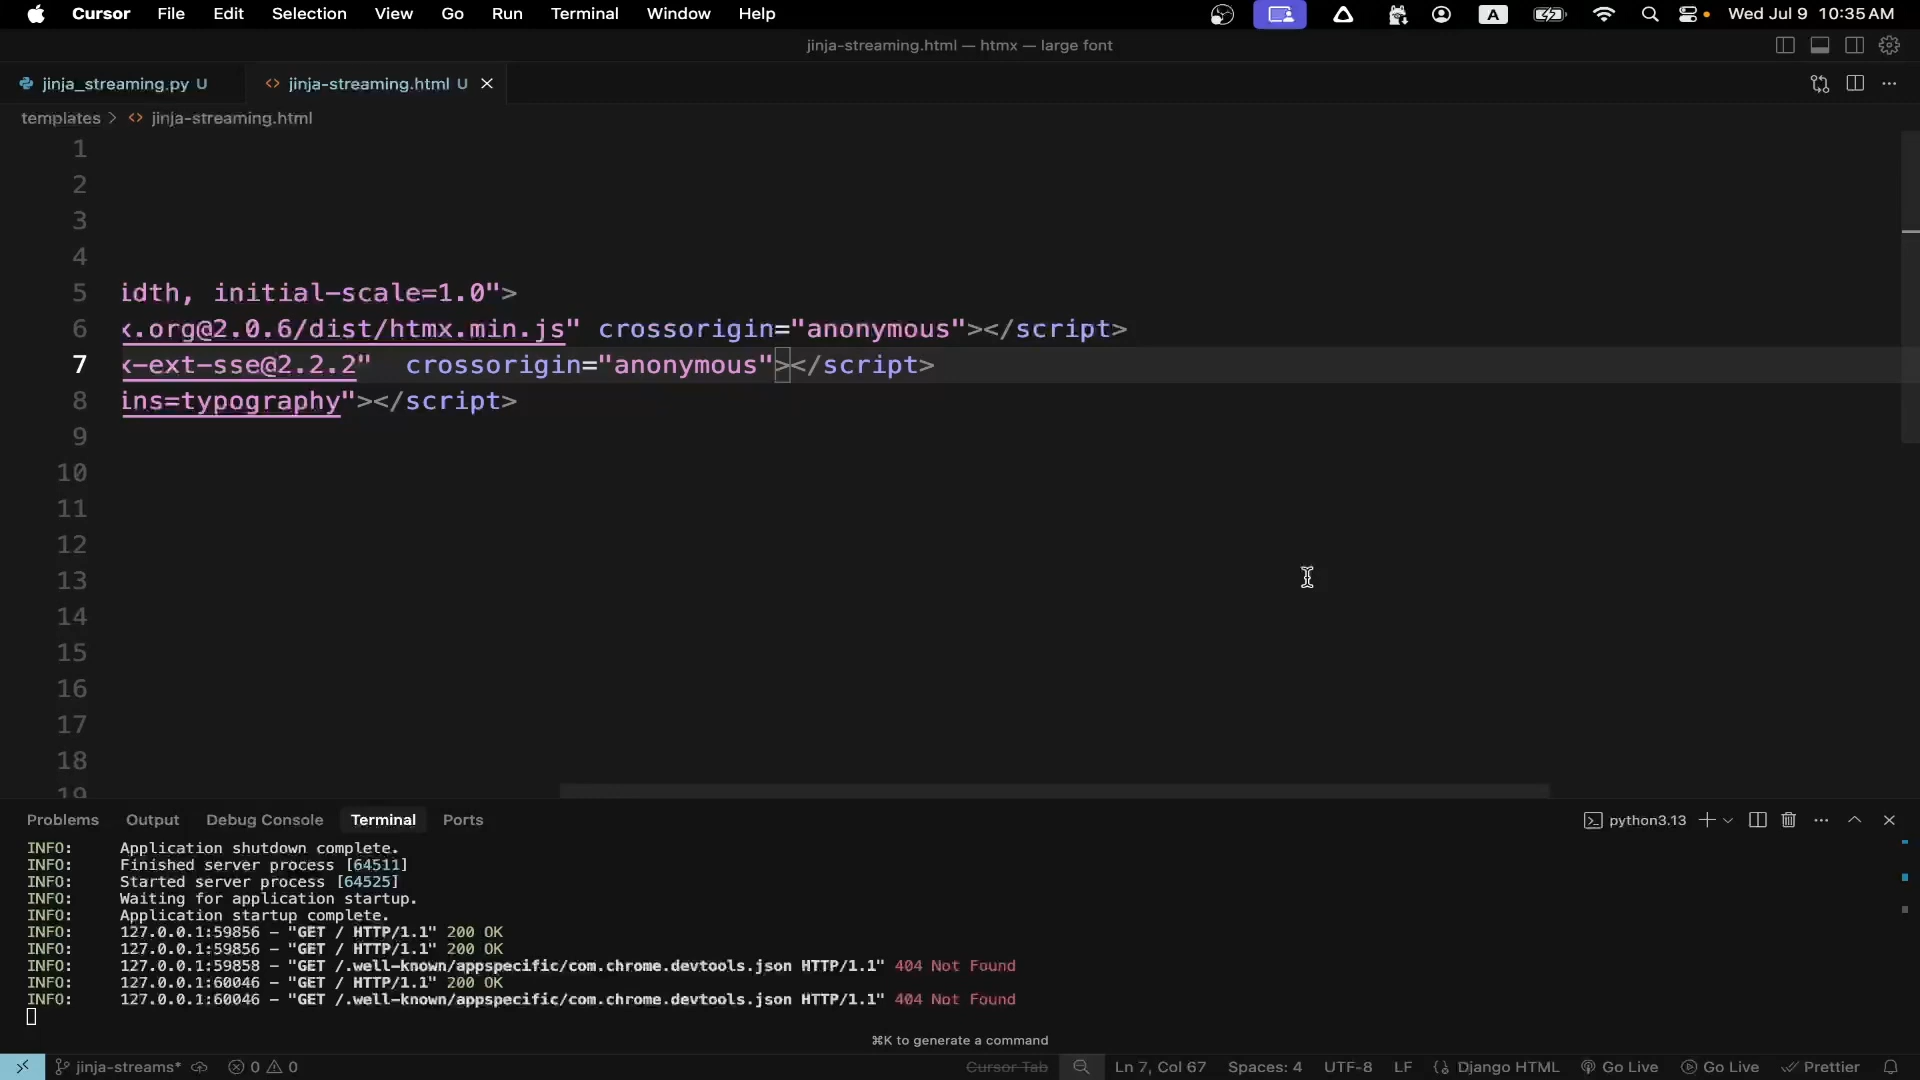 Cursor File Edit Selection View Go Run Terminal Window Help A Wed Jul 9 10:35 AM
jinja-streaming.html — htmx — large font
jinja_streaming.py U <> jinja-streaming.html U
templates > <> jinja-streaming.html
1
2
3
4
5 idth, initial-scale=1.0">
6 x.org@2.0.6/dist/htmx.min.js" crossorigin="anonymous"></script>
7 x-ext-sse@2.2.2"  crossorigin="anonymous"></script>
8 ins=typography"></script>
9
10
11
12
13
14
15
16
17
18
19
Problems Output Debug Console Terminal Ports python3.13
INFO: Application shutdown complete.
INFO: Finished server process [64511]
INFO: Started server process [64525]
INFO: Waiting for application startup.
INFO: Application startup complete.
INFO: 127.0.0.1:59856 – "GET / HTTP/1.1" 200 OK
INFO: 127.0.0.1:59856 – "GET / HTTP/1.1" 200 OK
INFO: 127.0.0.1:59858 – "GET /.well-known/appspecific/com.chrome.devtools.json HTTP/1.1" 404 Not Found
INFO: 127.0.0.1:60046 – "GET / HTTP/1.1" 200 OK
INFO: 127.0.0.1:60046 – "GET /.well-known/appspecific/com.chrome.devtools.json HTTP/1.1" 404 Not Found
⌘K to generate a command
jinja-streams* 0 0 Cursor Tab Ln 7, Col 67 Spaces: 4 UTF-8 LF Django HTML Go Live Go Live Prettier